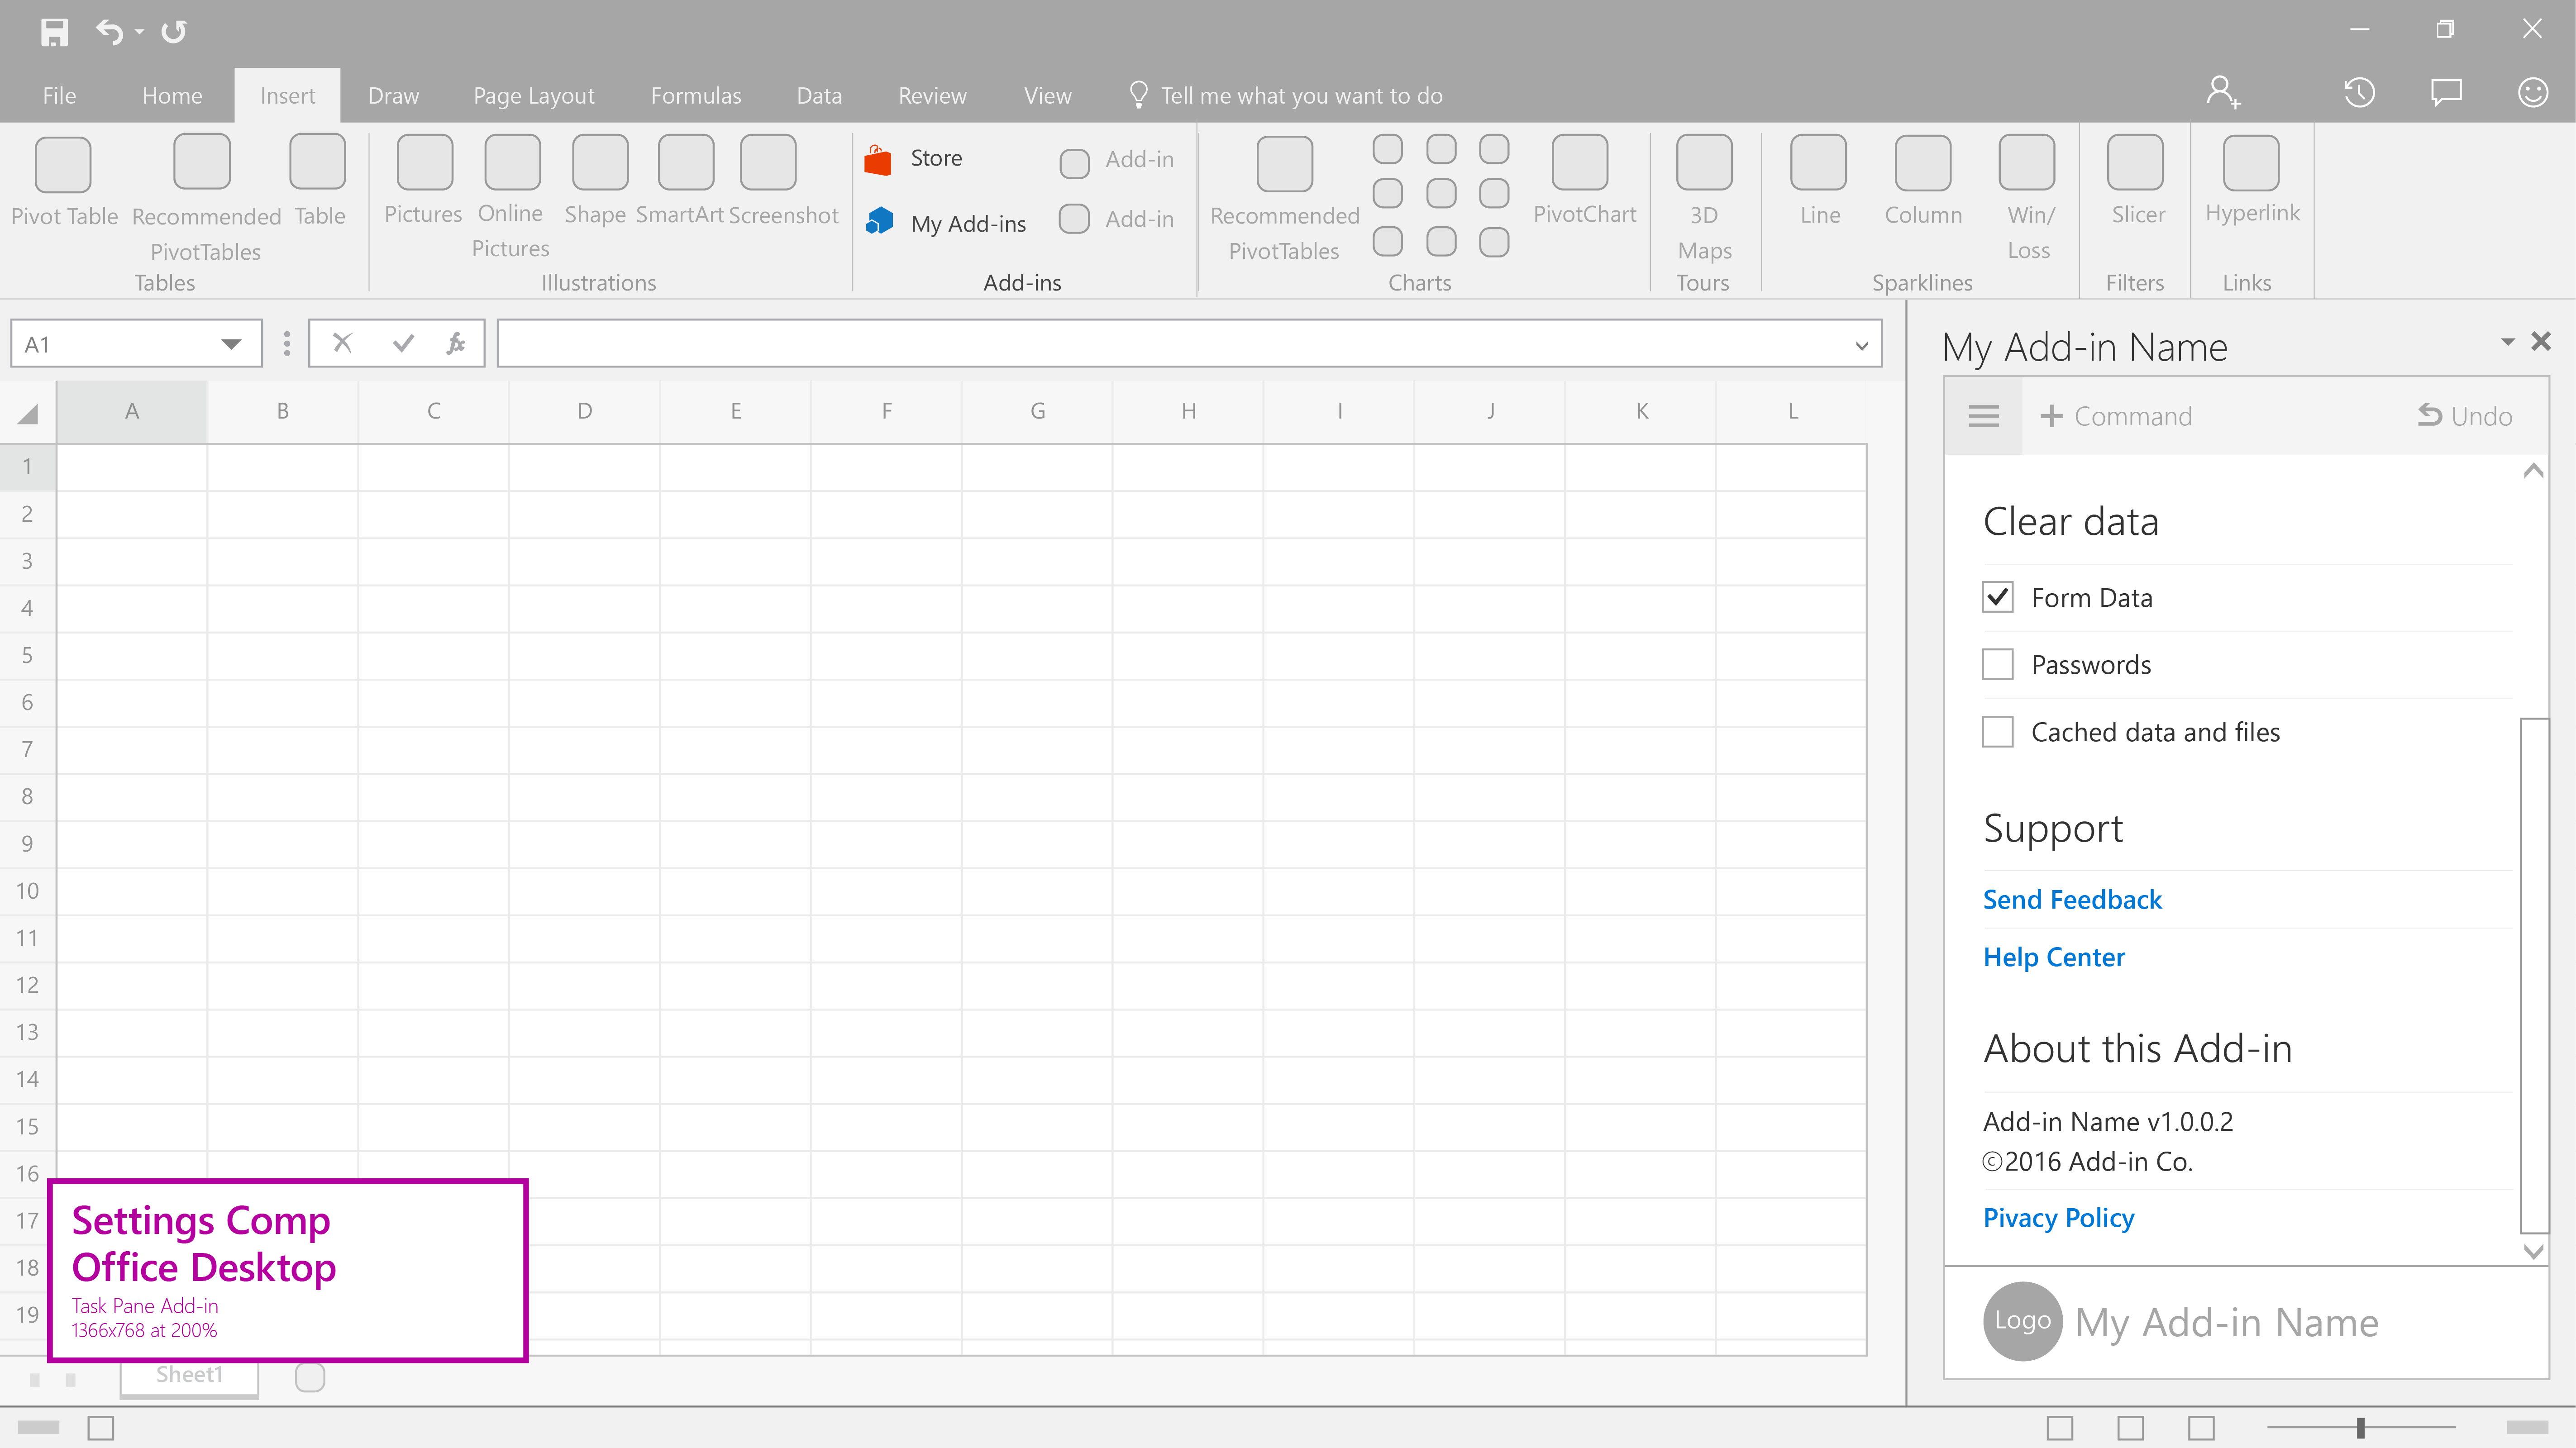 File Home Insert Draw Page Layout Formulas Data Review View Tell me what you want to do
Pivot Table
Recommended
PivotTables
Table
Tables
Pictures
Online
Pictures
Shape
SmartArt
Screenshot
Illustrations
Store
My Add-ins
Add-in
Add-in
Add-ins
Recommended
PivotTables
PivotChart
Charts
3D
Maps
Tours
Line
Column
Win/
Loss
Sparklines
Slicer
Filters
Hyperlink
Links
A1
fx
A B C D E F G H I J K L
1
2
3
4
5
6
7
8
9
10
11
12
13
14
15
16
17
18
19
Settings Comp
Office Desktop
Task Pane Add-in
1366x768 at 200%
Sheet1
My Add-in Name
Command
Undo
Clear data
Form Data
Passwords
Cached data and files
Support
Send Feedback
Help Center
About this Add-in
Add-in Name v1.0.0.2
©2016 Add-in Co.
Pivacy Policy
Logo
My Add-in Name